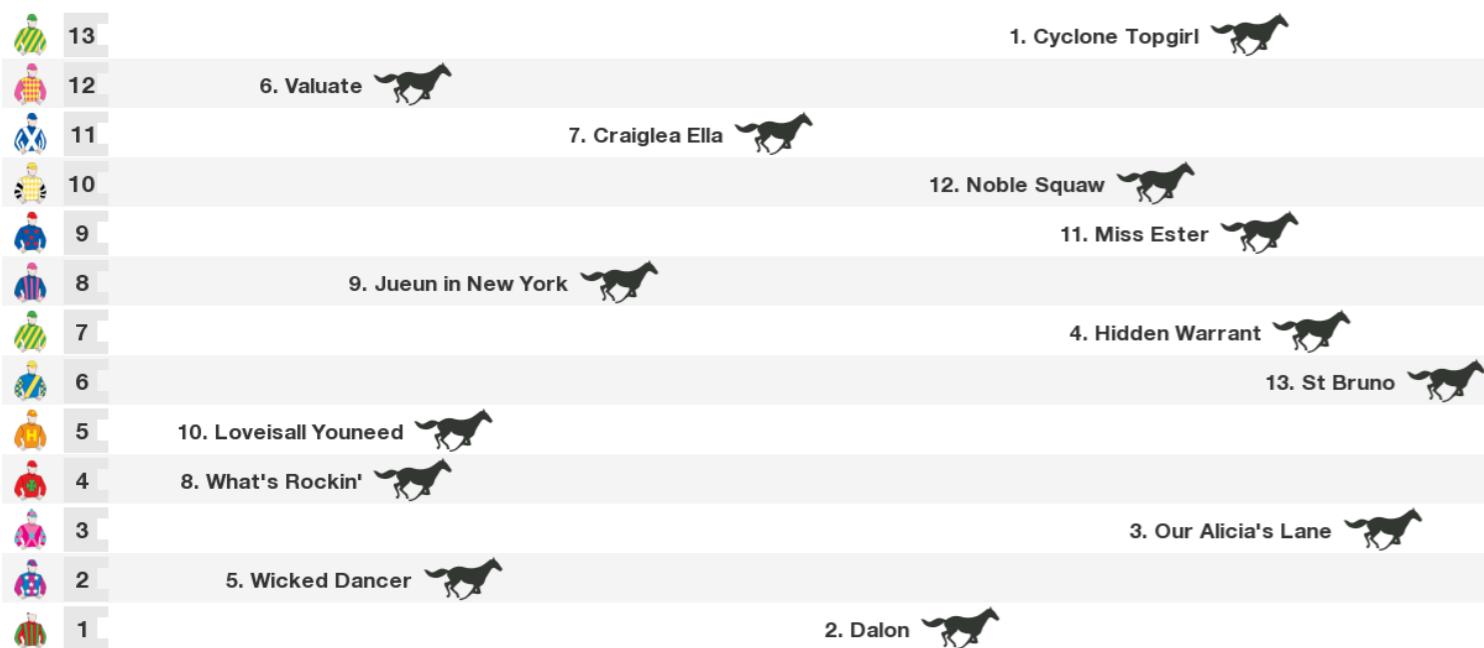 13 1. Cyclone Topgirl
12 6. Valuate
11 7. Craiglea Ella
10 12. Noble Squaw
9 11. Miss Ester
8 9. Jueun in New York
7 4. Hidden Warrant
6 13. St Bruno
5 10. Loveisall Youneed
4 8. What's Rockin'
3 3. Our Alicia's Lane
2 5. Wicked Dancer
1 2. Dalon
H